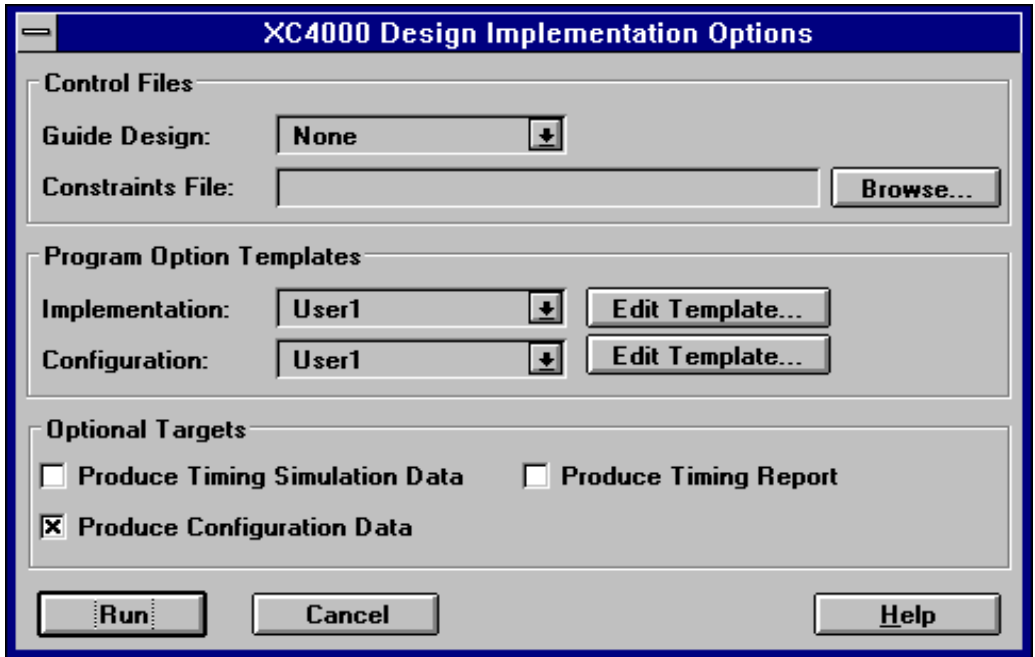 XC4000 Design Implementation Options
Control Files
Guide Design: None
Constraints File: Browse...
Program Option Templates
Implementation: User1 Edit Template...
Configuration: User1 Edit Template...
Optional Targets
Produce Timing Simulation Data Produce Timing Report
Produce Configuration Data
Run Cancel Help